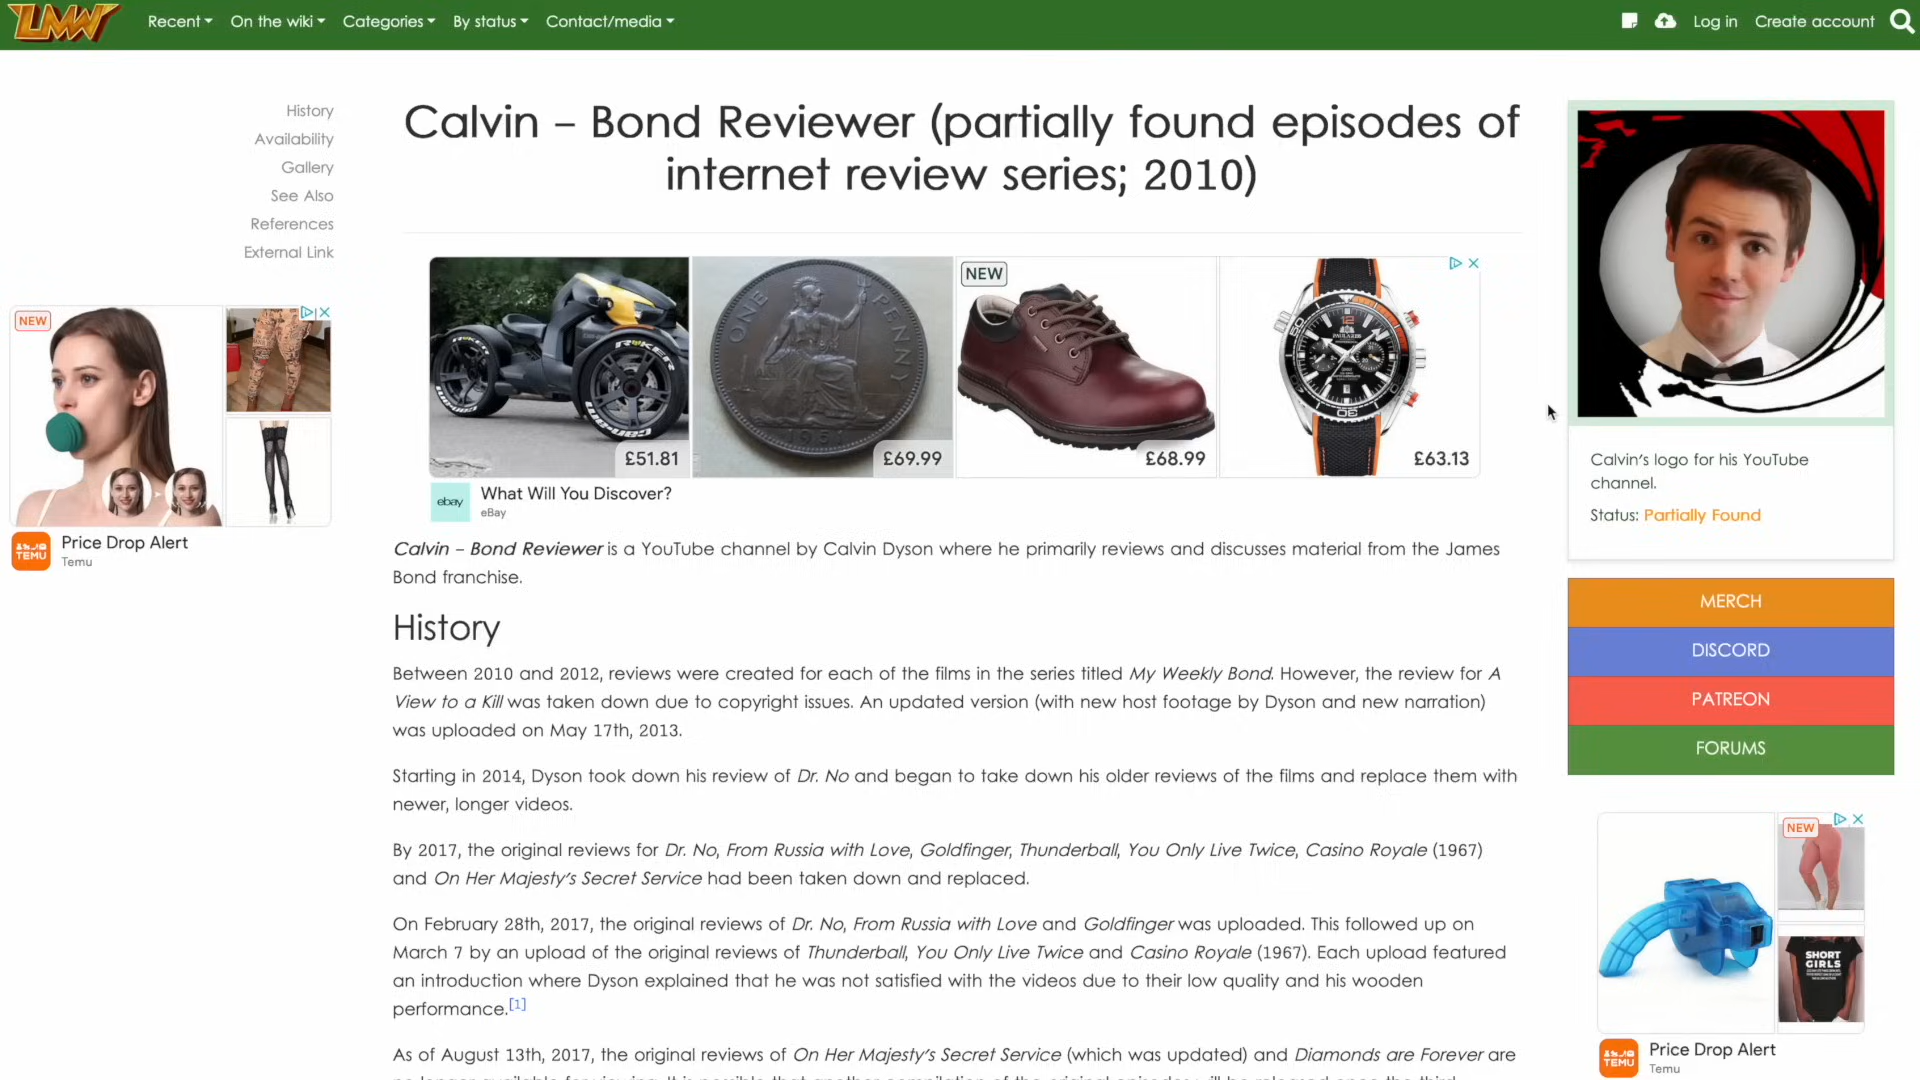 LMW
Recent
On the wiki
Categories
By status
Contact/media
Log in
Create account
History
Availability
Gallery
See Also
References
External Link
Calvin – Bond Reviewer (partially found episodes of
internet review series; 2010)
NEW
Price Drop Alert
TEMU
Temu
ONE PENNY
NEW
£51.81
£69.99
£68.99
£63.13
ebay
What Will You Discover?
eBay
Calvin – Bond Reviewer is a YouTube channel by Calvin Dyson where he primarily reviews and discusses material from the James
Bond franchise.
History
Between 2010 and 2012, reviews were created for each of the films in the series titled My Weekly Bond. However, the review for A
View to a Kill was taken down due to copyright issues. An updated version (with new host footage by Dyson and new narration)
was uploaded on May 17th, 2013.
Starting in 2014, Dyson took down his review of Dr. No and began to take down his older reviews of the films and replace them with
newer, longer videos.
By 2017, the original reviews for Dr. No, From Russia with Love, Goldfinger, Thunderball, You Only Live Twice, Casino Royale (1967)
and On Her Majesty's Secret Service had been taken down and replaced.
On February 28th, 2017, the original reviews of Dr. No, From Russia with Love and Goldfinger was uploaded. This followed up on
March 7 by an upload of the original reviews of Thunderball, You Only Live Twice and Casino Royale (1967). Each upload featured
an introduction where Dyson explained that he was not satisfied with the videos due to their low quality and his wooden
performance.[1]
As of August 13th, 2017, the original reviews of On Her Majesty's Secret Service (which was updated) and Diamonds are Forever are
Calvin's logo for his YouTube
channel.
Status: Partially Found
MERCH
DISCORD
PATREON
FORUMS
NEW
SHORT
GIRLS
TEMU
Price Drop Alert
Temu